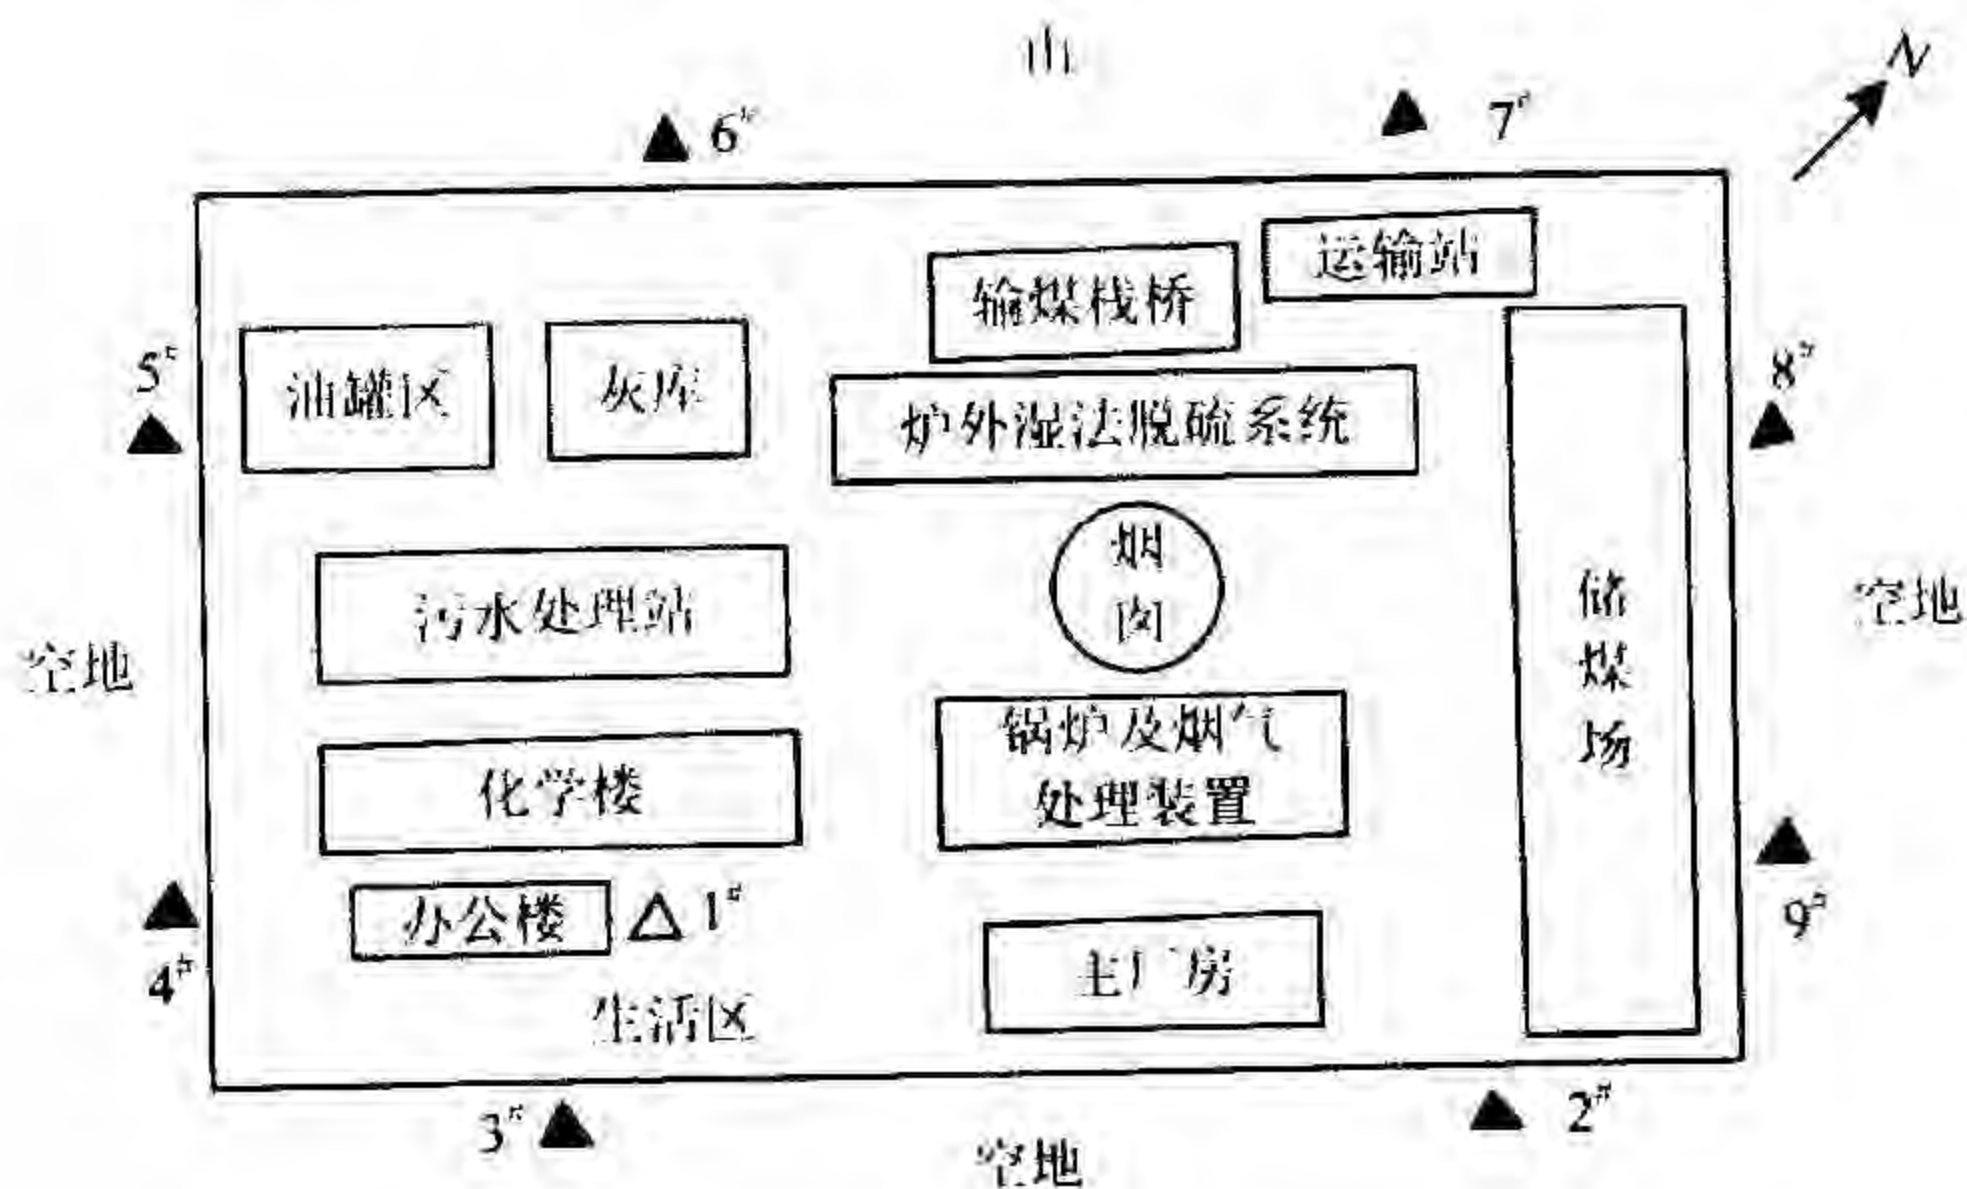 山
N
6#
7#
运输站
输煤栈桥
5#
油罐区
灰库
炉外湿法脱硫系统
8#
烟
囱
污水处理站
储
煤
场
空地
空地
锅炉及烟气
处理装置
化学楼
办公楼
1#
4#
9#
主厂房
生活区
3#
2#
空地